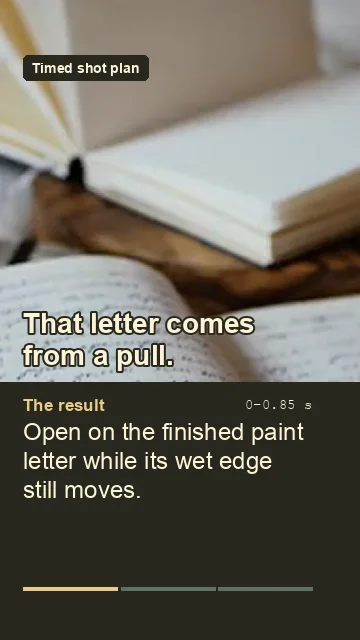 Timed shot plan
That letter comes
from a pull.
The result
0–0.85 s
Open on the finished paint
letter while its wet edge
still moves.